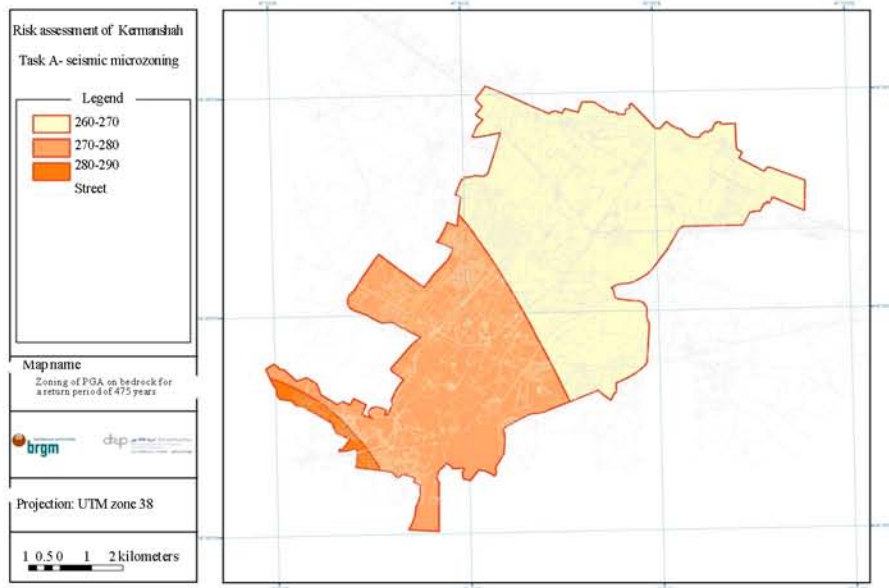 Risk assessment of Kermanshah
Task A- seismic microzoning
Legend
260-270
270-280
280-290
Street
Map name
Zoning of PGA on bedrock for
a return period of 475 years
brgm
Projection: UTM zone 38
1 0.5 0 1 2 kilometers